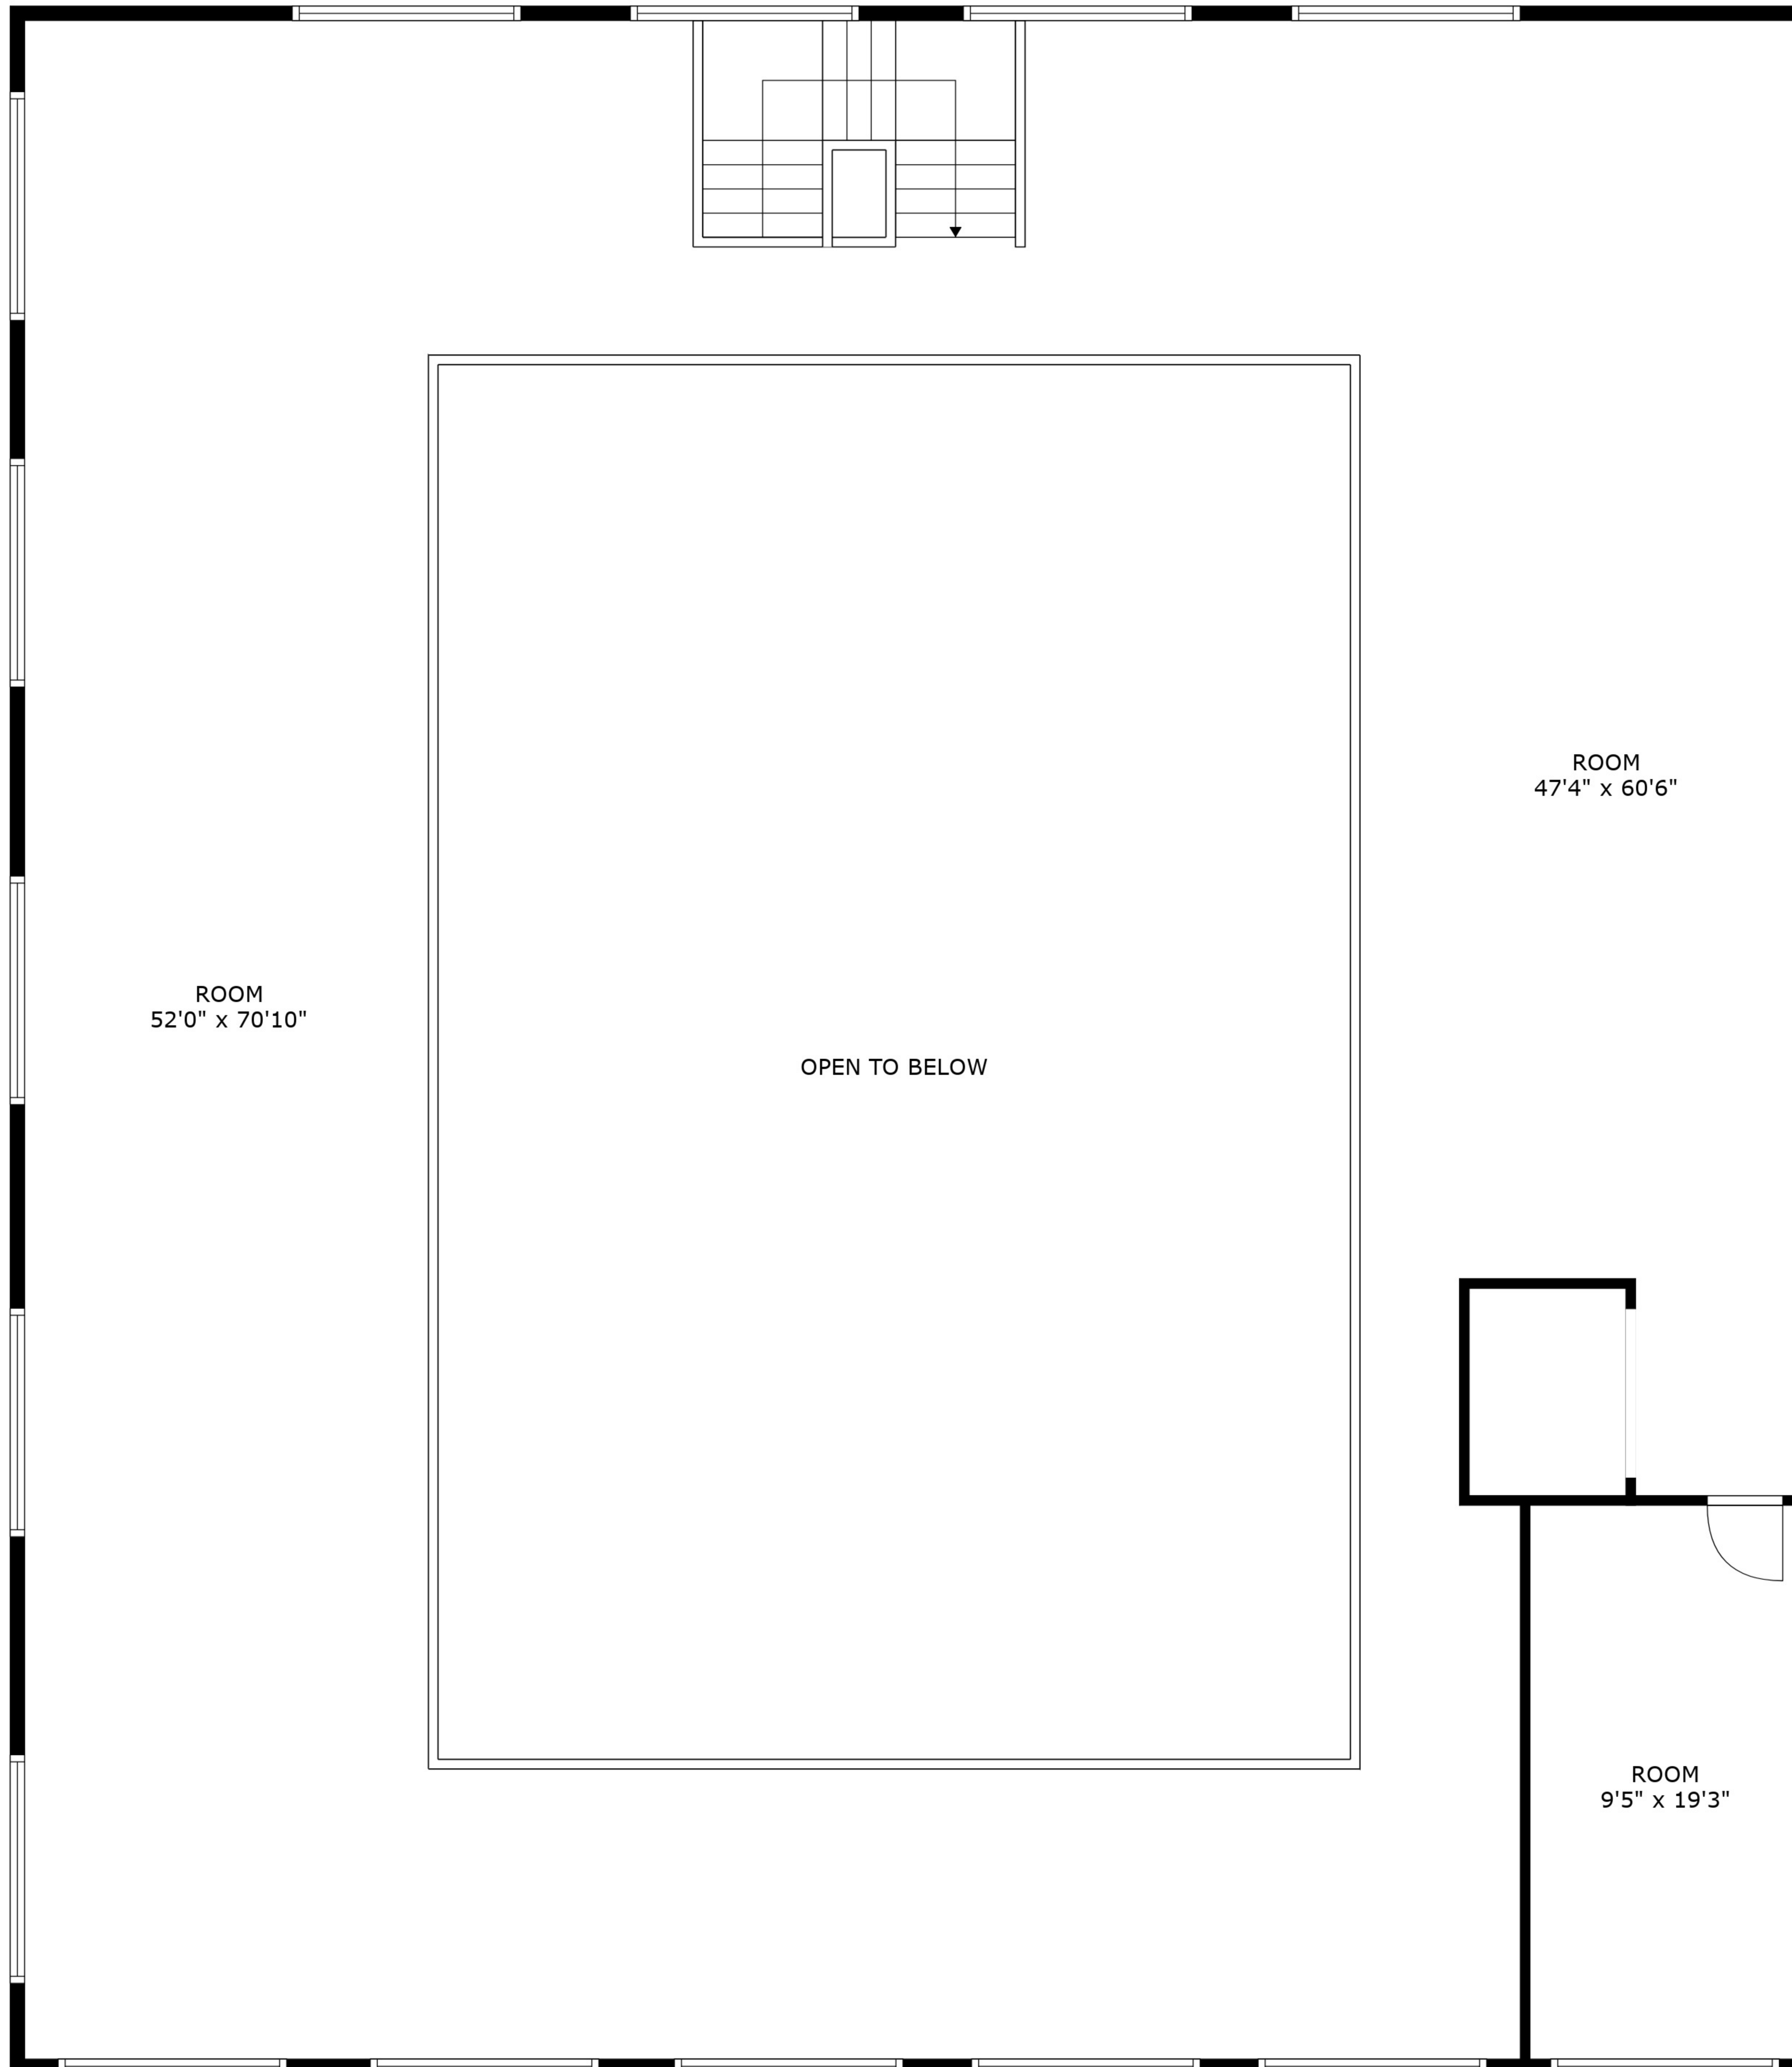 ROOM
47'4" x 60'6"
ROOM
52'0" x 70'10"
OPEN TO BELOW
ROOM
9'5" x 19'3"